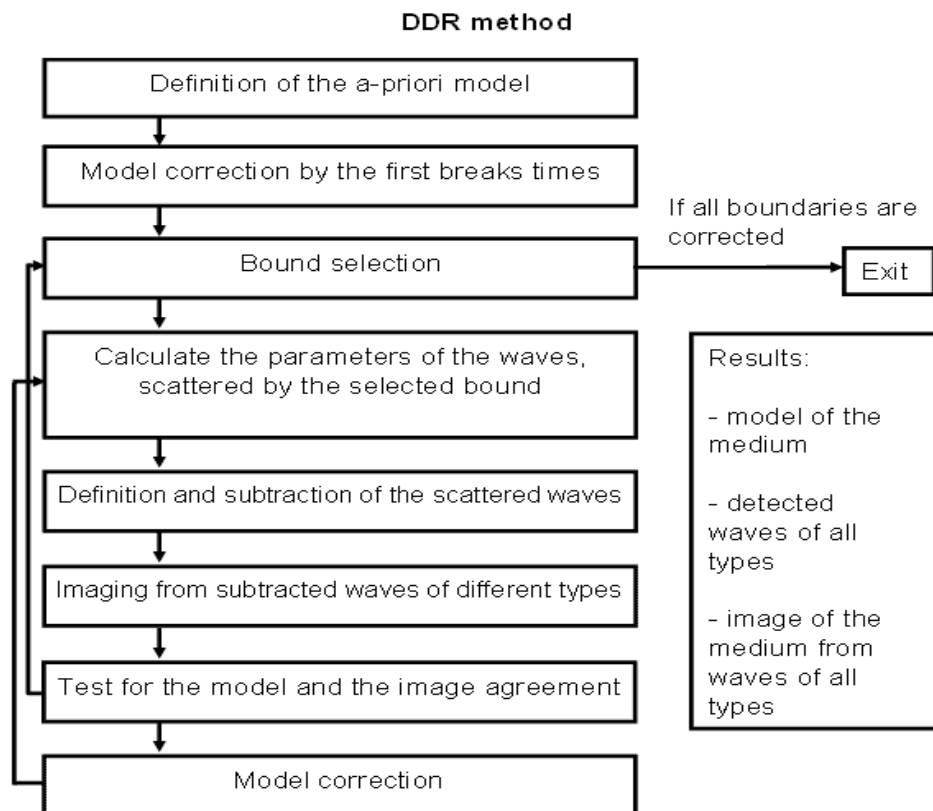 DDR method
Definition of the a-priori model
Model correction by the first breaks times
If all boundaries are
corrected
Bound selection
Exit
Calculate the parameters of the waves,
scattered by the selected bound
Definition and subtraction of the scattered waves
Imaging from subtracted waves of different types
Test for the model and the image agreement
Model correction
Results:
- model of the
medium
- detected
waves of all
types
- image of the
medium from
waves of all
types